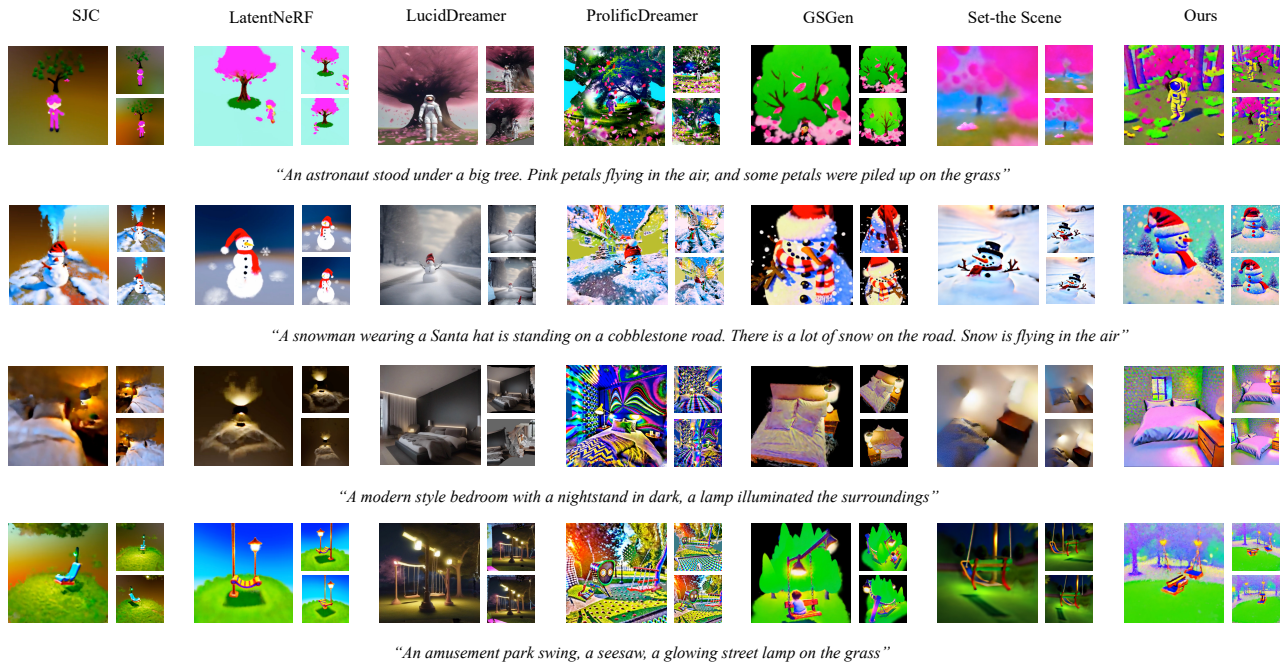 SJC LatentNeRF LucidDreamer ProlificDreamer GSGen Set-the Scene Ours
“An astronaut stood under a big tree. Pink petals flying in the air, and some petals were piled up on the grass”
“A snowman wearing a Santa hat is standing on a cobblestone road. There is a lot of snow on the road. Snow is flying in the air”
“A modern style bedroom with a nightstand in dark, a lamp illuminated the surroundings”
“An amusement park swing, a seesaw, a glowing street lamp on the grass”